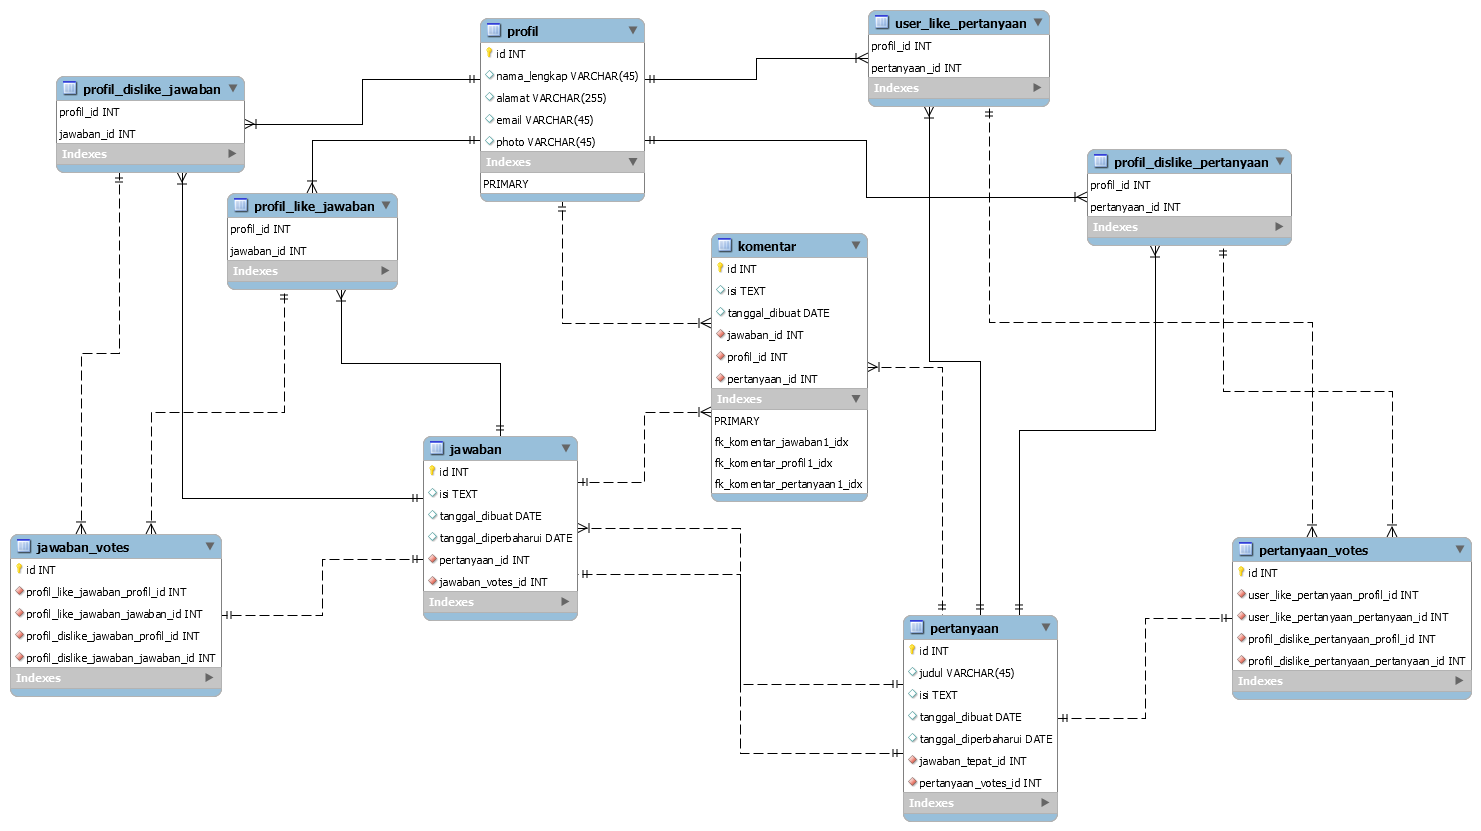 profil
id INT
nama_lengkap VARCHAR(45)
alamat VARCHAR(255)
email VARCHAR(45)
photo VARCHAR(45)
Indexes
PRIMARY
user_like_pertanyaan
profil_id INT
pertanyaan_id INT
Indexes
profil_dislike_jawaban
profil_id INT
jawaban_id INT
Indexes
profil_dislike_pertanyaan
profil_id INT
pertanyaan_id INT
Indexes
profil_like_jawaban
profil_id INT
jawaban_id INT
Indexes
komentar
id INT
isi TEXT
tanggal_dibuat DATE
jawaban_id INT
profil_id INT
pertanyaan_id INT
Indexes
PRIMARY
fk_komentar_jawaban1_idx
fk_komentar_profil1_idx
fk_komentar_pertanyaan1_idx
jawaban
id INT
isi TEXT
tanggal_dibuat DATE
tanggal_diperbaharui DATE
pertanyaan_id INT
jawaban_votes_id INT
Indexes
jawaban_votes
id INT
profil_like_jawaban_profil_id INT
profil_like_jawaban_jawaban_id INT
profil_dislike_jawaban_profil_id INT
profil_dislike_jawaban_jawaban_id INT
Indexes
pertanyaan_votes
id INT
user_like_pertanyaan_profil_id INT
user_like_pertanyaan_pertanyaan_id INT
profil_dislike_pertanyaan_profil_id INT
profil_dislike_pertanyaan_pertanyaan_id INT
Indexes
pertanyaan
id INT
judul VARCHAR(45)
isi TEXT
tanggal_dibuat DATE
tanggal_diperbaharui DATE
jawaban_tepat_id INT
pertanyaan_votes_id INT
Indexes